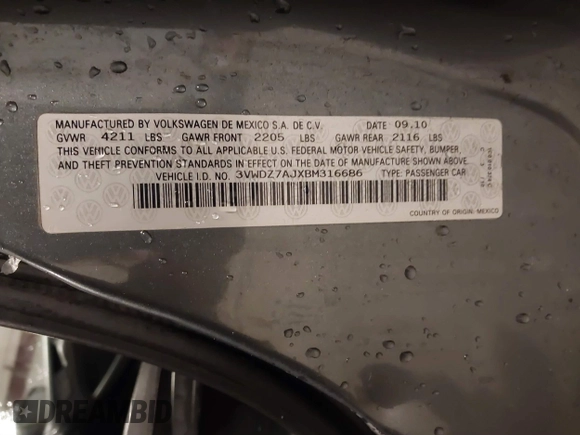 MANUFACTURED BY VOLKSWAGEN DE MEXICO S.A. DE C.V. DATE 09.10
GVWR 4211 LBS GAWR FRONT 2205 LBS GAWR REAR 2116 LBS
THIS VEHICLE CONFORMS TO ALL APPLICABLE U.S. FEDERAL MOTOR VEHICLE SAFETY, BUMPER,
AND THEFT PREVENTION STANDARDS IN EFFECT ON THE DATE OF MANUFACTURE SHOWN ABOVE.
VEHICLE I.D. NO. 3VWDZ7AJXBM316686 TYPE: PASSENGER CAR
COUNTRY OF ORIGIN: MEXICO
DREAMBID